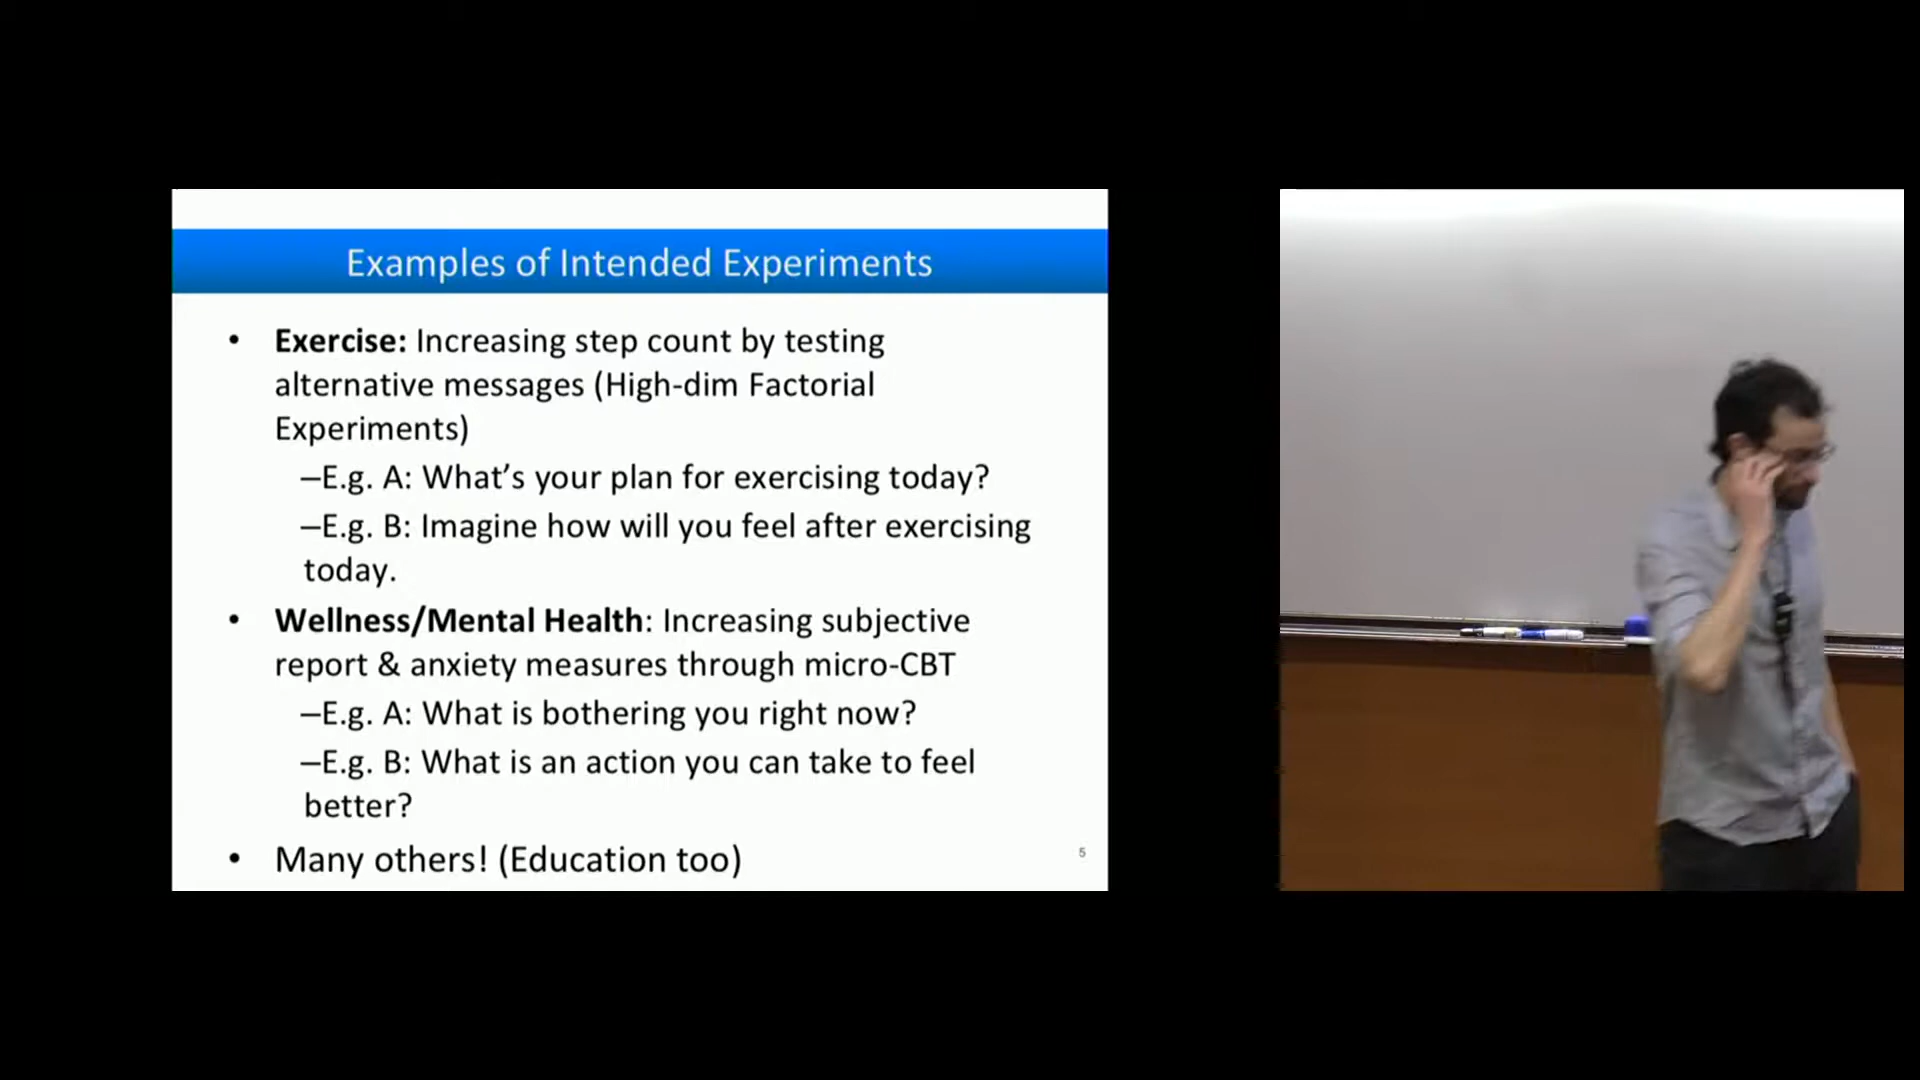 Examples of Intended Experiments
• Exercise: Increasing step count by testing
alternative messages (High-dim Factorial
Experiments)
–E.g. A: What’s your plan for exercising today?
–E.g. B: Imagine how will you feel after exercising
today.
• Wellness/Mental Health: Increasing subjective
report & anxiety measures through micro-CBT
–E.g. A: What is bothering you right now?
–E.g. B: What is an action you can take to feel
better?
• Many others! (Education too)
5